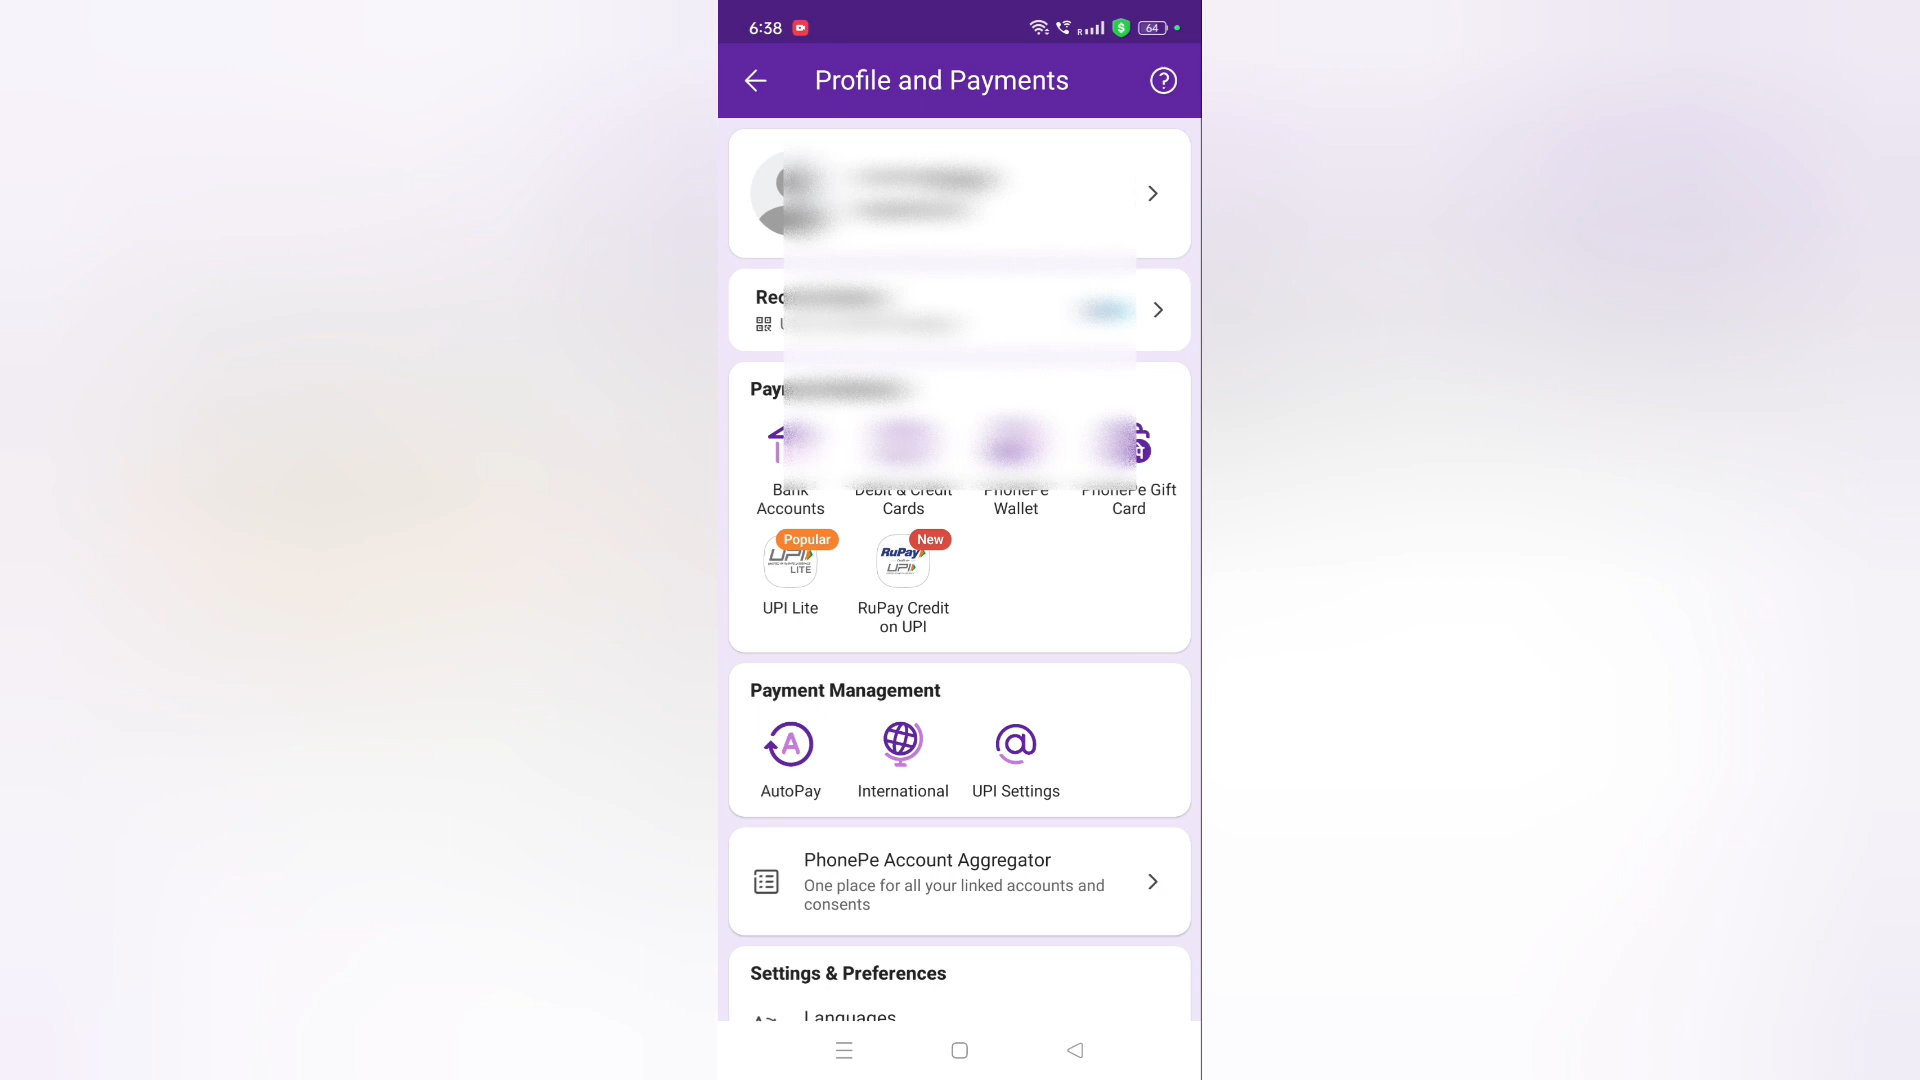 6:38
64
Profile and Payments
Bank Accounts
Debit & Credit Cards
PhonePe Wallet
PhonePe Gift Card
Popular
UPI
LITE
UPI Lite
New
RuPay
UPI
RuPay Credit
on UPI
Payment Management
AutoPay
International
UPI Settings
PhonePe Account Aggregator
One place for all your linked accounts and
consents
Settings & Preferences
Languages